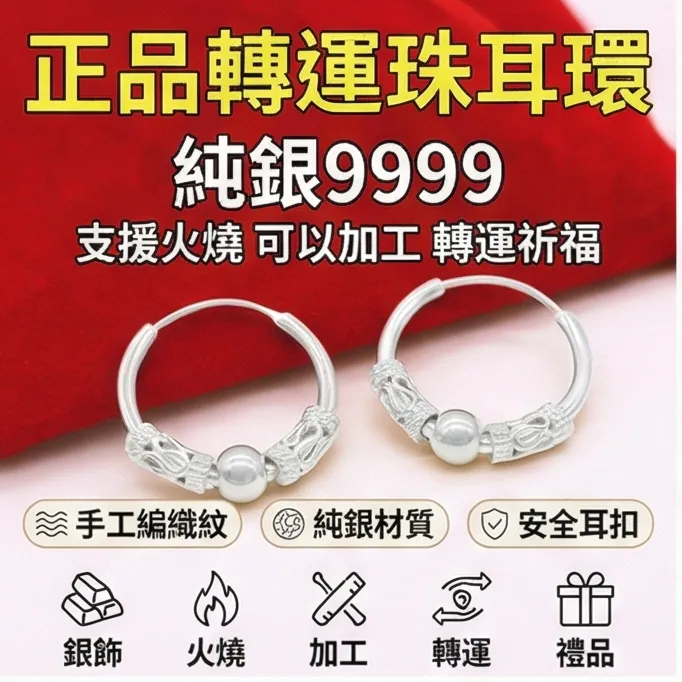 正品轉運珠耳環
純銀9999
支援火燒 可以加工 轉運祈福
手工編織紋
純銀材質
安全耳扣
銀飾
火燒
加工
轉運
禮品